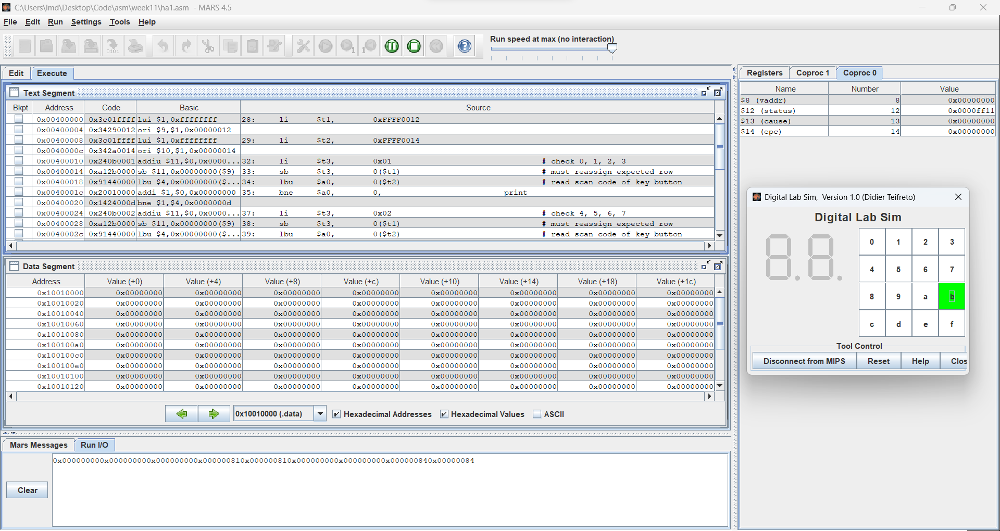 C:\Users\lmd\Desktop\Code\asm\week11\ha1.asm - MARS 4.5
File Edit Run Settings Tools Help
Run speed at max (no interaction)
Edit Execute
Text Segment
Bkpt Address Code Basic Source
0x00400000 0x3c01ffff lui $1,0xffffffff 28: li $t1, 0xFFFF0012
0x00400004 0x34290012 ori $9,$1,0x00000012
0x00400008 0x3c01ffff lui $1,0xffffffff 29: li $t2, 0xFFFF0014
0x0040000c 0x342a0014 ori $10,$1,0x00000014
0x00400010 0x240b0001 addiu $11,$0,0x0000... 32: li $t3, 0x01 # check 0, 1, 2, 3
0x00400014 0xa12b0000 sb $11,0x00000000($9) 33: sb $t3, 0($t1) # must reassign expected row
0x00400018 0x91440000 lbu $4,0x00000000($... 34: lbu $a0, 0($t2) # read scan code of key button
0x0040001c 0x20010000 addi $1,$0,0x00000000 35: bne $a0, 0, print
0x00400020 0x1424000d bne $1,$4,0x0000000d
0x00400024 0x240b0002 addiu $11,$0,0x0000... 37: li $t3, 0x02 # check 4, 5, 6, 7
0x00400028 0xa12b0000 sb $11,0x00000000($9) 38: sb $t3, 0($t1) # must reassign expected row
0x0040002c 0x91440000 lbu $4,0x00000000($... 39: lbu $a0, 0($t2) # read scan code of key button
Data Segment
Address Value (+0) Value (+4) Value (+8) Value (+c) Value (+10) Value (+14) Value (+18) Value (+1c)
0x10010000 0x00000000 0x00000000 0x00000000 0x00000000 0x00000000 0x00000000 0x00000000 0x00000000
0x10010020 0x00000000 0x00000000 0x00000000 0x00000000 0x00000000 0x00000000 0x00000000 0x00000000
0x10010040 0x00000000 0x00000000 0x00000000 0x00000000 0x00000000 0x00000000 0x00000000 0x00000000
0x10010060 0x00000000 0x00000000 0x00000000 0x00000000 0x00000000 0x00000000 0x00000000 0x00000000
0x10010080 0x00000000 0x00000000 0x00000000 0x00000000 0x00000000 0x00000000 0x00000000 0x00000000
0x100100a0 0x00000000 0x00000000 0x00000000 0x00000000 0x00000000 0x00000000 0x00000000 0x00000000
0x100100c0 0x00000000 0x00000000 0x00000000 0x00000000 0x00000000 0x00000000 0x00000000 0x00000000
0x100100e0 0x00000000 0x00000000 0x00000000 0x00000000 0x00000000 0x00000000 0x00000000 0x00000000
0x10010100 0x00000000 0x00000000 0x00000000 0x00000000 0x00000000 0x00000000 0x00000000 0x00000000
0x10010120 0x00000000 0x00000000 0x00000000 0x00000000 0x00000000 0x00000000 0x00000000 0x00000000
0x10010000 (.data) Hexadecimal Addresses Hexadecimal Values ASCII
Mars Messages Run I/O
0x000000000x000000000x000000000x000000810x000000810x000000000x000000000x000000840x00000084
Clear
Registers Coproc 1 Coproc 0
Name Number Value
$8 (vaddr) 8 0x00000000
$12 (status) 12 0x0000ff11
$13 (cause) 13 0x00000000
$14 (epc) 14 0x00000000
Digital Lab Sim, Version 1.0 (Didier Teifreto)
Digital Lab Sim
0 1 2 3
4 5 6 7
8 9 a b
c d e f
Tool Control
Disconnect from MIPS Reset Help Clos